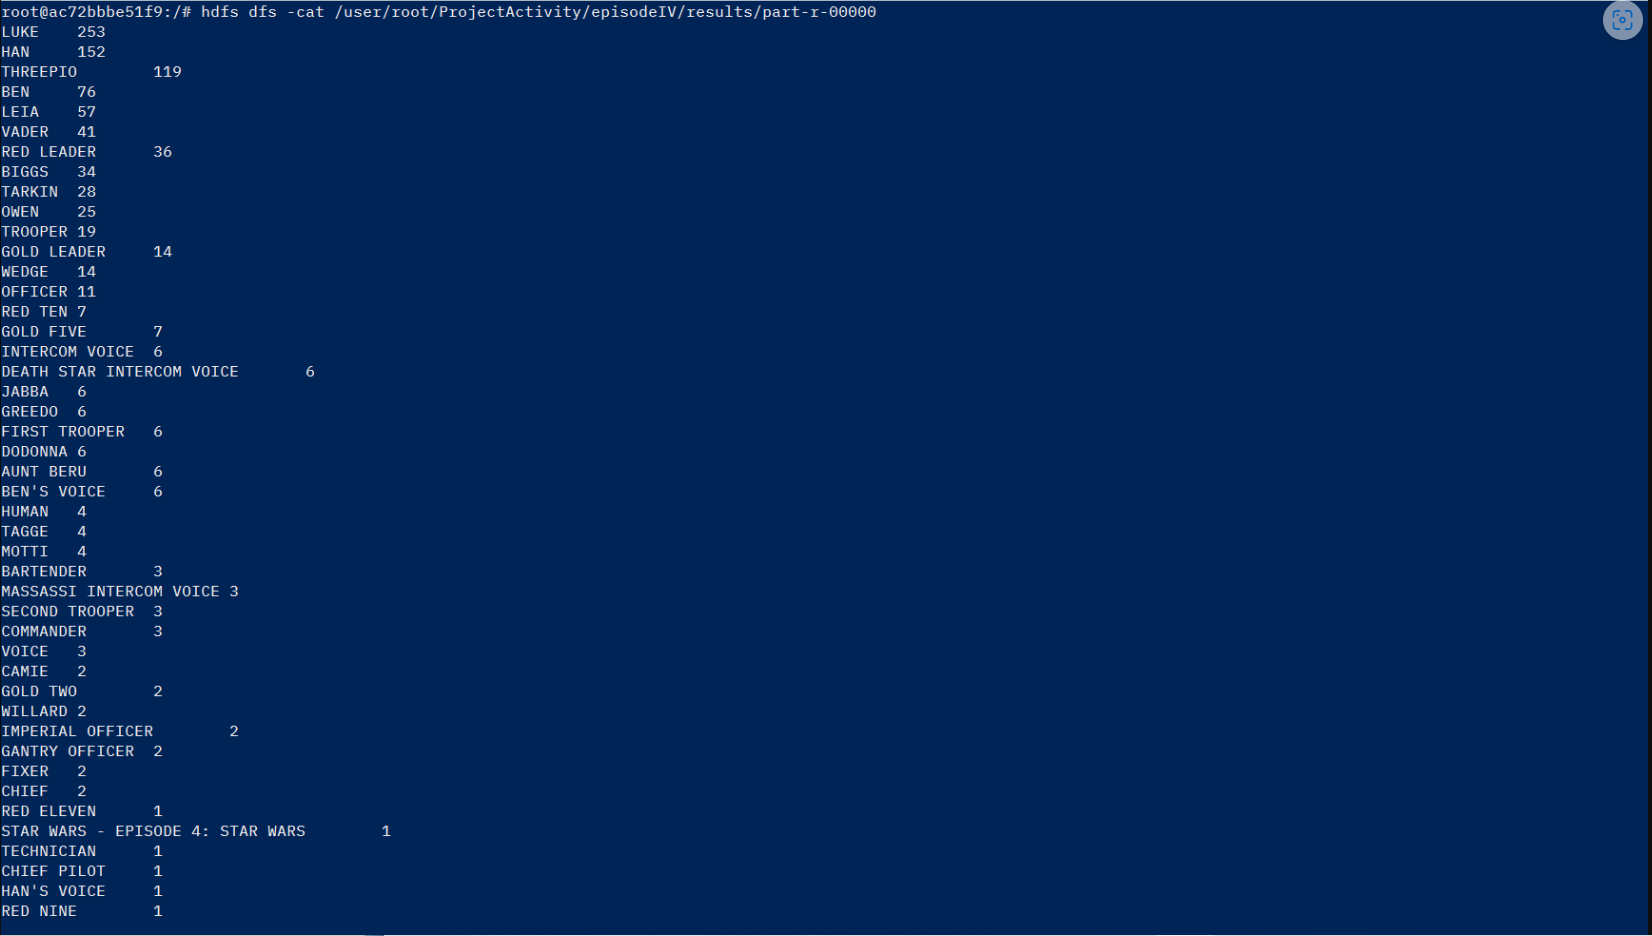 root@ac72bbbe51f9:/# hdfs dfs -cat /user/root/ProjectActivity/episodeIV/results/part-r-00000
LUKE    253
HAN     152
THREEPIO        119
BEN     76
LEIA    57
VADER   41
RED LEADER      36
BIGGS   34
TARKIN  28
OWEN    25
TROOPER 19
GOLD LEADER     14
WEDGE   14
OFFICER 11
RED TEN 7
GOLD FIVE       7
INTERCOM VOICE  6
DEATH STAR INTERCOM VOICE       6
JABBA   6
GREEDO  6
FIRST TROOPER   6
DODONNA 6
AUNT BERU       6
BEN'S VOICE     6
HUMAN   4
TAGGE   4
MOTTI   4
BARTENDER       3
MASSASSI INTERCOM VOICE 3
SECOND TROOPER  3
COMMANDER       3
VOICE   3
CAMIE   2
GOLD TWO        2
WILLARD 2
IMPERIAL OFFICER        2
GANTRY OFFICER  2
FIXER   2
CHIEF   2
RED ELEVEN      1
STAR WARS - EPISODE 4: STAR WARS        1
TECHNICIAN      1
CHIEF PILOT     1
HAN'S VOICE     1
RED NINE        1